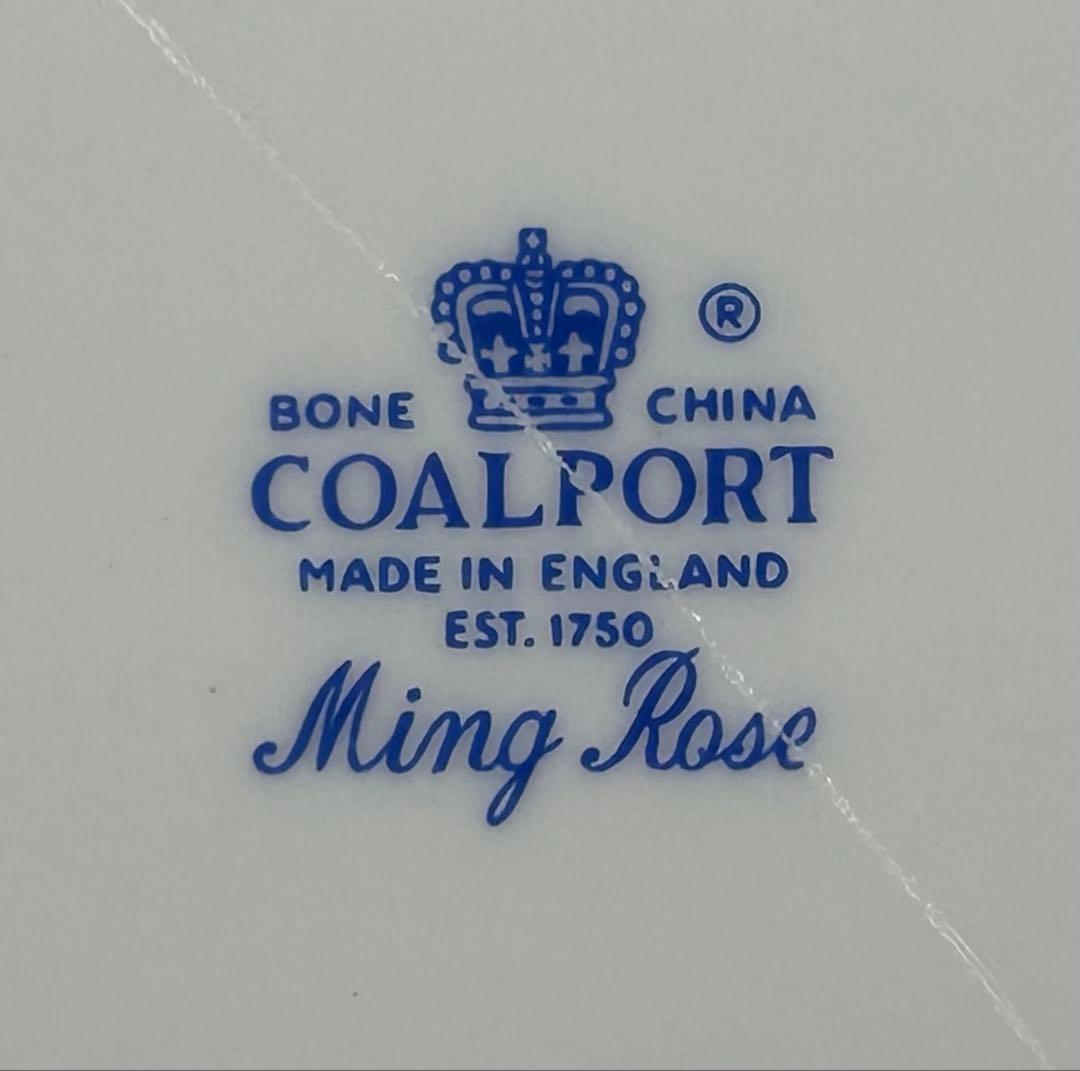 ®
BONE CHINA
COALPORT
MADE IN ENGLAND
EST. 1750
Ming Rose